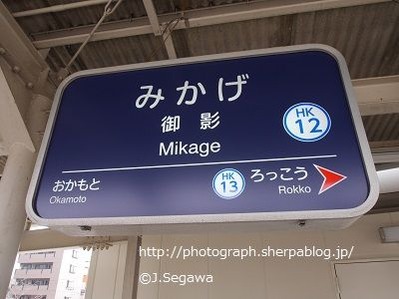 みかげ
御影
Mikage
HK
12
おかもと
Okamoto
HK
13
ろっこう
Rokko
http://photograph.sherpablog.jp/
©J.Segawa